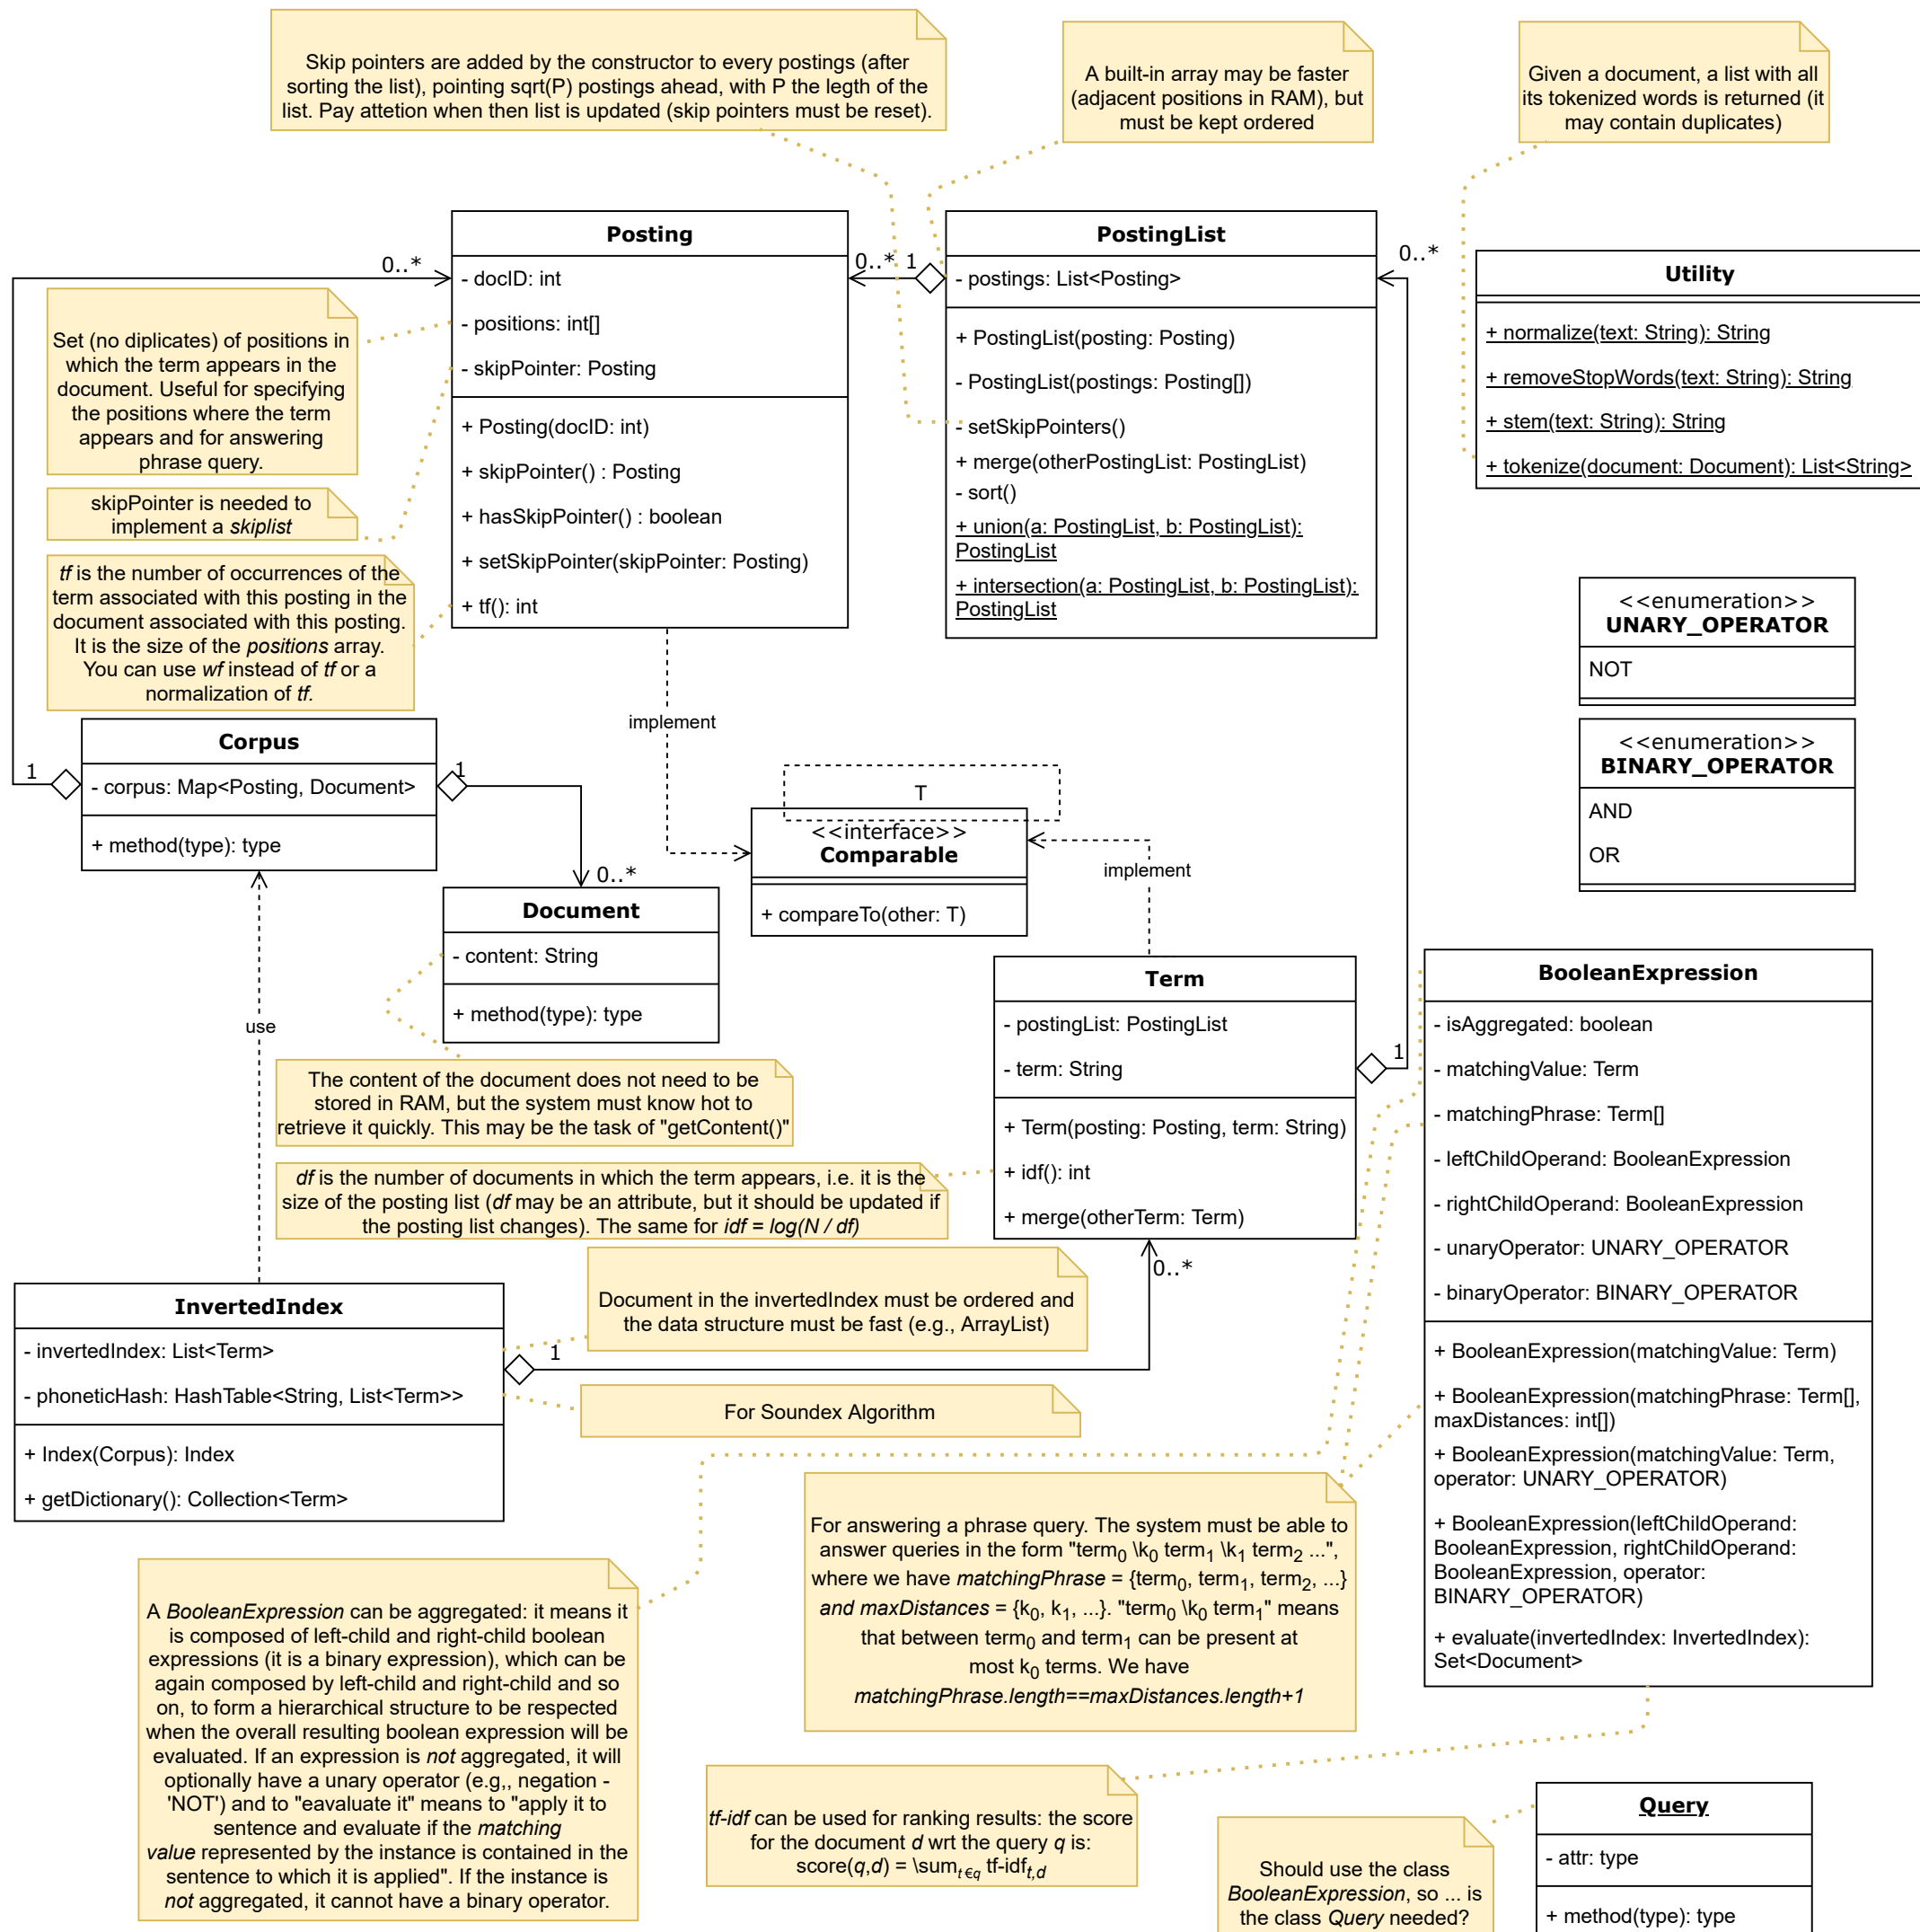 Skip pointers are added by the constructor to every postings (after
sorting the list), pointing sqrt(P) postings ahead, with P the legth of the
list. Pay attetion when then list is updated (skip pointers must be reset).
A built-in array may be faster
(adjacent positions in RAM), but
must be kept ordered
Given a document, a list with all
its tokenized words is returned (it
may contain duplicates)
Posting
- docID: int
- positions: int[]
- skipPointer: Posting
+ Posting(docID: int)
+ skipPointer() : Posting
+ hasSkipPointer() : boolean
+ setSkipPointer(skipPointer: Posting)
+ tf(): int
0..*
0..*
1
PostingList
- postings: List<Posting>
+ PostingList(posting: Posting)
- PostingList(postings: Posting[])
- setSkipPointers()
+ merge(otherPostingList: PostingList)
- sort()
+ union(a: PostingList, b: PostingList):
PostingList
+ intersection(a: PostingList, b: PostingList):
PostingList
0..*
Utility
+ normalize(text: String): String
+ removeStopWords(text: String): String
+ stem(text: String): String
+ tokenize(document: Document): List<String>
Set (no diplicates) of positions in
which the term appears in the
document. Useful for specifying
the positions where the term
appears and for answering
phrase query.
skipPointer is needed to
implement a skiplist
tf is the number of occurrences of the
term associated with this posting in the
document associated with this posting.
It is the size of the positions array.
You can use wf instead of tf or a
normalization of tf.
<<enumeration>>
UNARY_OPERATOR
NOT
<<enumeration>>
BINARY_OPERATOR
AND
OR
implement
Corpus
- corpus: Map<Posting, Document>
+ method(type): type
1
1
0..*
T
<<interface>>
Comparable
+ compareTo(other: T)
implement
Document
- content: String
+ method(type): type
use
The content of the document does not need to be
stored in RAM, but the system must know hot to
retrieve it quickly. This may be the task of "getContent()"
Term
- postingList: PostingList
- term: String
+ Term(posting: Posting, term: String)
+ idf(): int
+ merge(otherTerm: Term)
1
0..*
df is the number of documents in which the term appears, i.e. it is the
size of the posting list (df may be an attribute, but it should be updated if
the posting list changes). The same for idf = log(N / df)
BooleanExpression
- isAggregated: boolean
- matchingValue: Term
- matchingPhrase: Term[]
- leftChildOperand: BooleanExpression
- rightChildOperand: BooleanExpression
- unaryOperator: UNARY_OPERATOR
- binaryOperator: BINARY_OPERATOR
+ BooleanExpression(matchingValue: Term)
+ BooleanExpression(matchingPhrase: Term[],
maxDistances: int[])
+ BooleanExpression(matchingValue: Term,
operator: UNARY_OPERATOR)
+ BooleanExpression(leftChildOperand:
BooleanExpression, rightChildOperand:
BooleanExpression, operator:
BINARY_OPERATOR)
+ evaluate(invertedIndex: InvertedIndex):
Set<Document>
InvertedIndex
- invertedIndex: List<Term>
- phoneticHash: HashTable<String, List<Term>>
+ Index(Corpus): Index
+ getDictionary(): Collection<Term>
1
Document in the invertedIndex must be ordered and
the data structure must be fast (e.g., ArrayList)
For Soundex Algorithm
For answering a phrase query. The system must be able to
answer queries in the form "term0 \k0 term1 \k1 term2 ...",
where we have matchingPhrase = {term0, term1, term2, ...}
and maxDistances = {k0, k1, ...}. "term0 \k0 term1" means
that between term0 and term1 can be present at
most k0 terms. We have
matchingPhrase.length==maxDistances.length+1
A BooleanExpression can be aggregated: it means it
is composed of left-child and right-child boolean
expressions (it is a binary expression), which can be
again composed by left-child and right-child and so
on, to form a hierarchical structure to be respected
when the overall resulting boolean expression will be
evaluated. If an expression is not aggregated, it will
optionally have a unary operator (e.g,, negation -
'NOT') and to "eavaluate it" means to "apply it to
sentence and evaluate if the matching
value represented by the instance is contained in the
sentence to which it is applied". If the instance is
not aggregated, it cannot have a binary operator.
tf-idf can be used for ranking results: the score
for the document d wrt the query q is:
score(q,d) = \sum t∈q tf-idf t,d
Should use the class
BooleanExpression, so ... is
the class Query needed?
Query
- attr: type
+ method(type): type